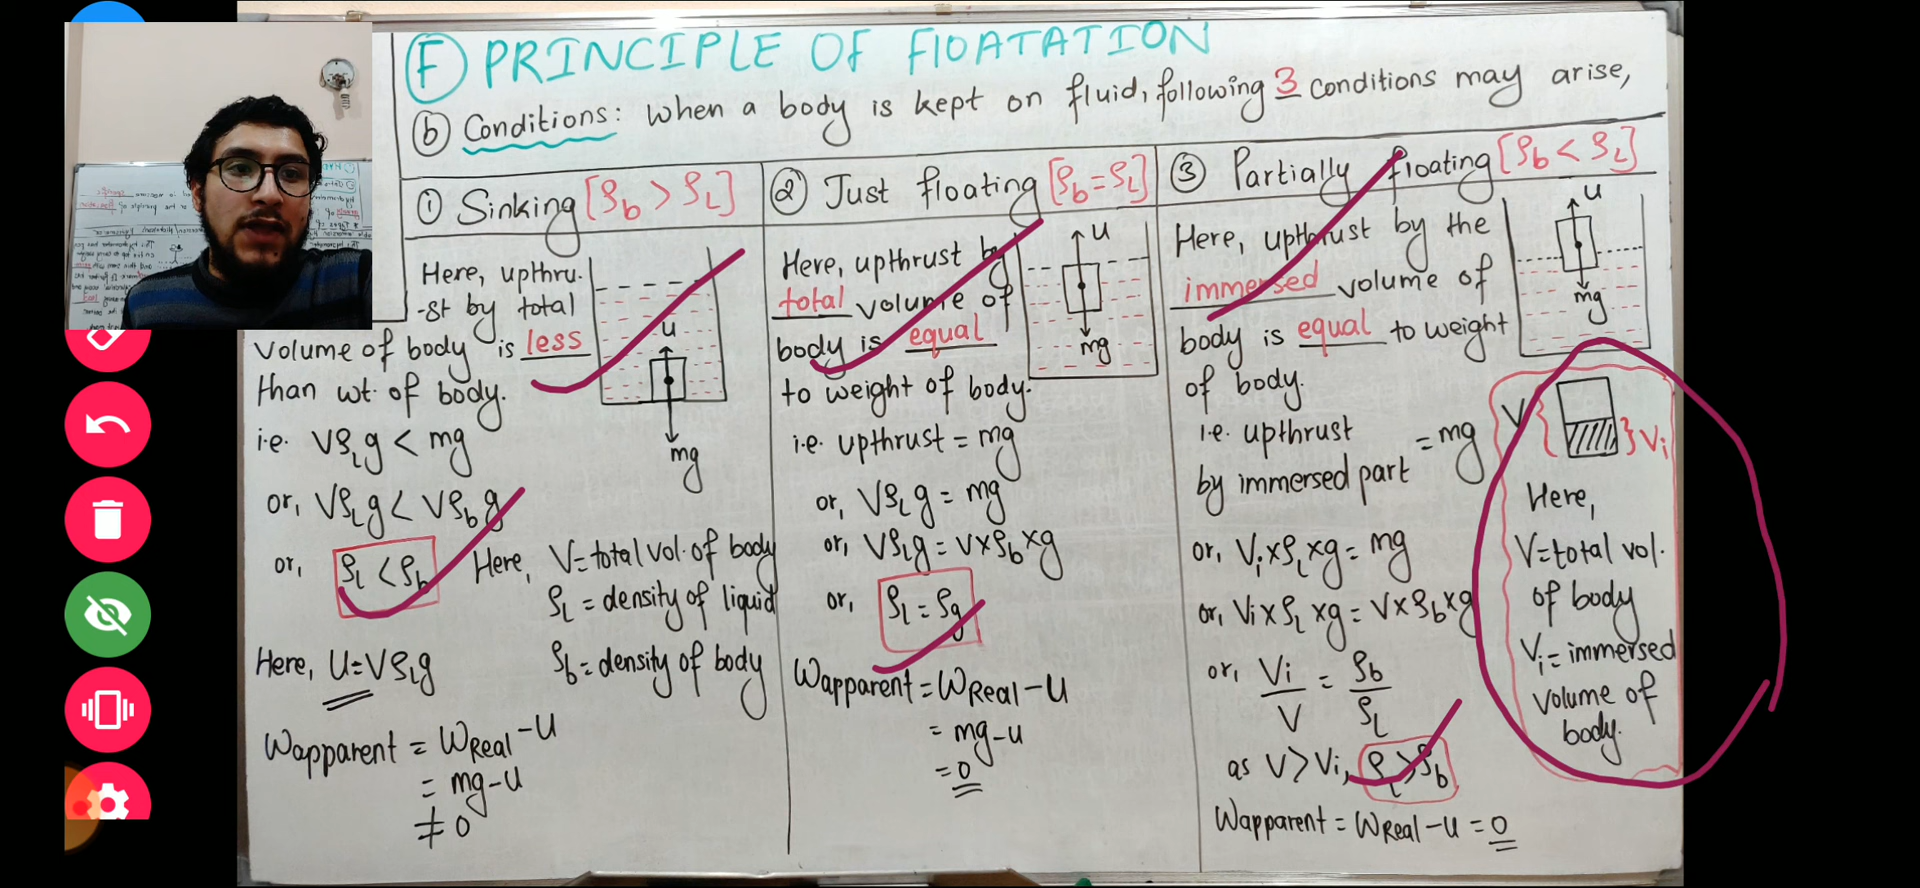 F PRINCIPLE OF FlOATATION
b Conditions: When a body is kept on fluid, following 3 conditions may arise,
① Sinking [ρb > ρL]
Here, upthru-
-st by total
volume of body is less
than wt. of body.
i.e. VρLg < mg
or, VρLg < Vρbg
or, ρL < ρb
Here, V = total vol. of body
ρL = density of liquid
ρb = density of body
Here, U = VρLg
Wapparent = WReal - U
= mg - U
≠ 0
U
mg
② Just floating [ρb = ρL]
Here, upthrust by
total volume of
body is equal
to weight of body.
i.e. upthrust = mg
or, VρLg = mg
or, VρLg = V×ρb×g
or, ρL = ρg
Wapparent = WReal - U
= mg - U
= 0
U
mg
③ Partially floating [ρb < ρL]
Here, upthrust by the
immersed volume of
body is equal to weight
of body.
i.e. upthrust
by immersed part = mg
or, Vi×ρL×g = mg
or, Vi×ρL×g = V×ρb×g
or, Vi/V = ρb/ρL
as V > Vi, ρL > ρb
Wapparent = WReal - U = 0
U
mg
V { } Vi
Here,
V = total vol.
of body
Vi = immersed
volume of
body.